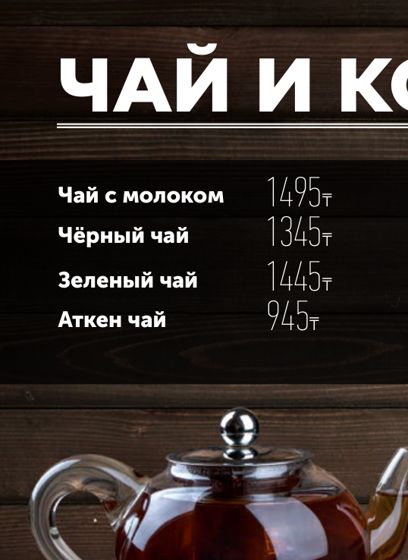 ЧАЙ И КО
Чай с молоком 1495₸
Чёрный чай 1345₸
Зеленый чай 1445₸
Аткен чай 945₸